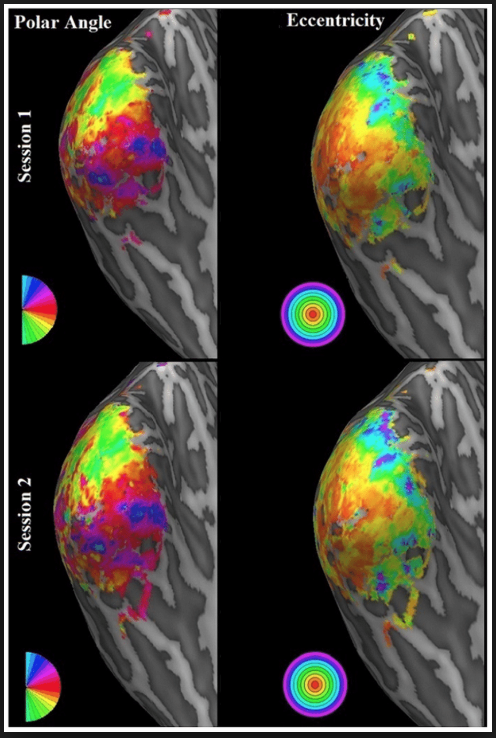 Polar Angle
Eccentricity
Session 1
Session 2